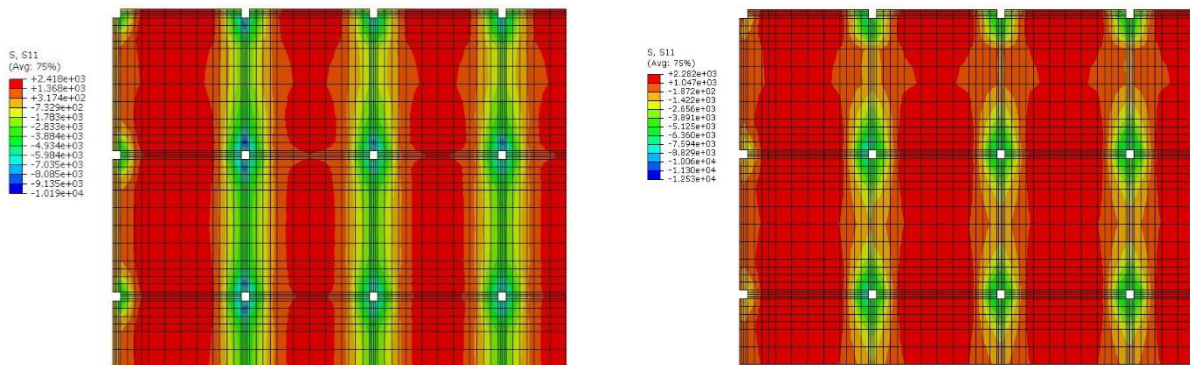 S, S11
(Avg: 75%)
+2.418e+03
+1.368e+03
+3.174e+02
-7.329e+02
-1.783e+03
-2.833e+03
-3.884e+03
-4.934e+03
-5.984e+03
-7.035e+03
-8.085e+03
-9.135e+03
-1.019e+04
S, S11
(Avg: 75%)
+2.282e+03
+1.047e+03
-1.872e+02
-1.422e+03
-2.656e+03
-3.891e+03
-5.125e+03
-6.360e+03
-7.594e+03
-8.829e+03
-1.006e+04
-1.130e+04
-1.253e+04